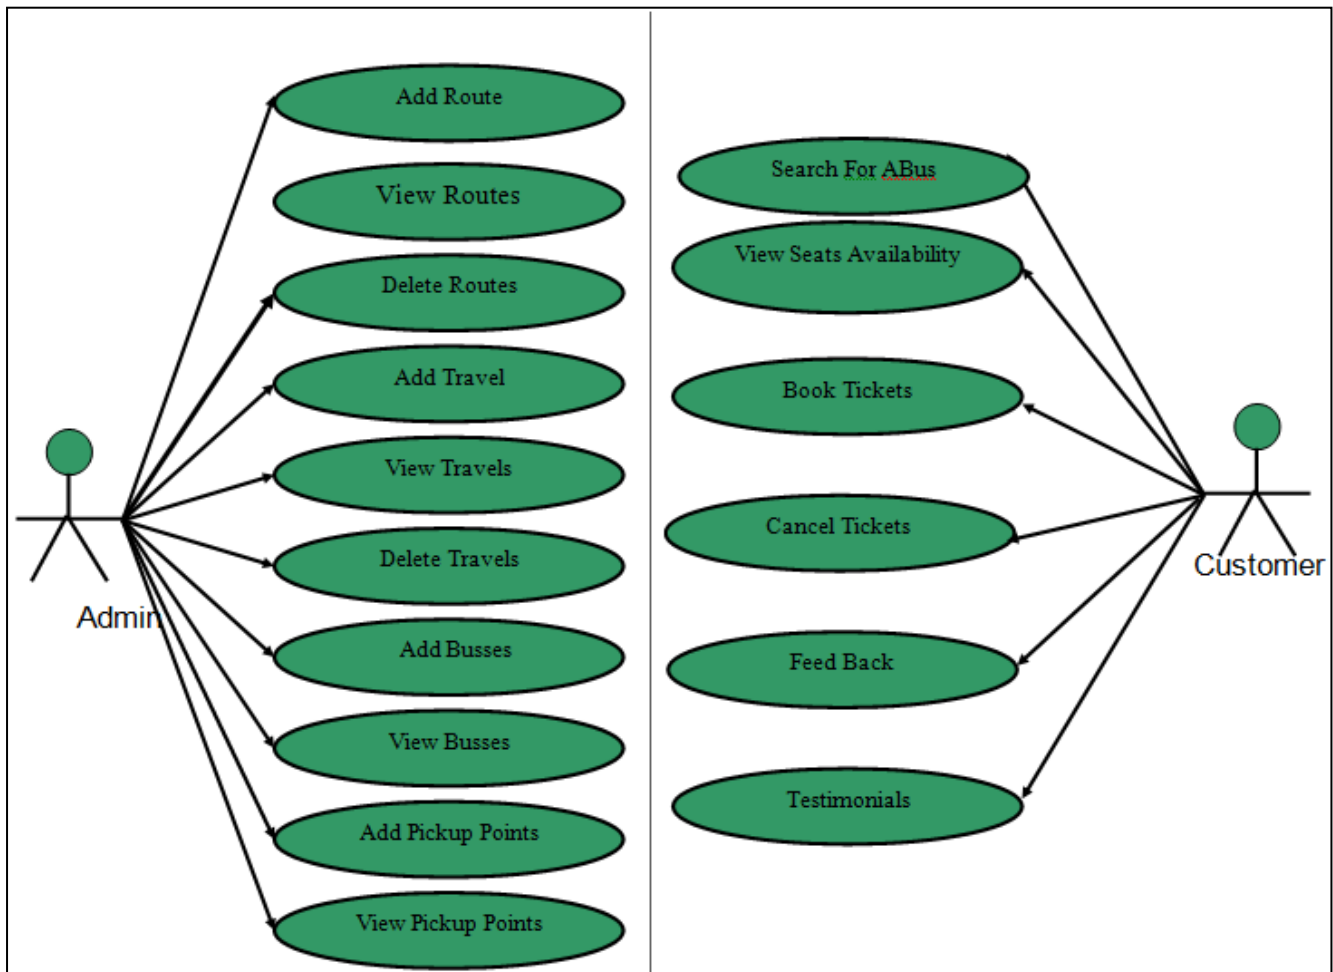 Add Route
View Routes
Delete Routes
Add Travel
View Travels
Delete Travels
Add Busses
View Busses
Add Pickup Points
View Pickup Points
Admin
Search For ABus
View Seats Availability
Book Tickets
Cancel Tickets
Feed Back
Testimonials
Customer